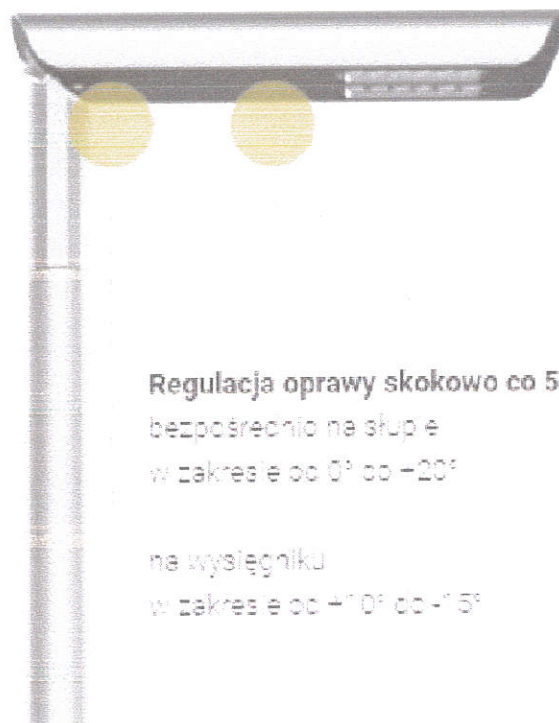 Regulacja oprawy skokowo co 5
bezpośrednio na słupie
w zakresie od 0° do +20°
na wysięgniku
w zakresie od +10° do -15°